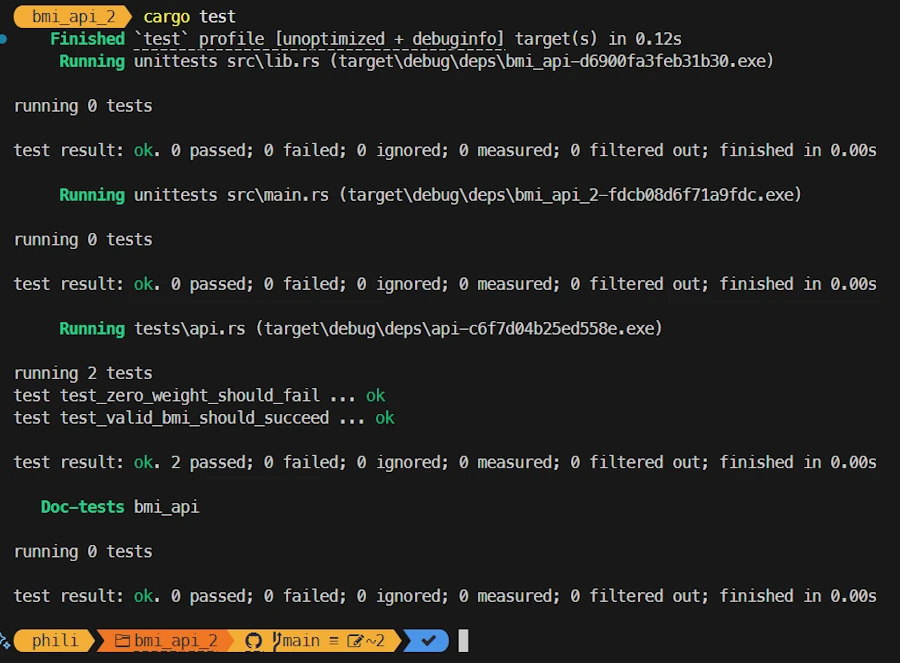 bmi_api_2 cargo test
Finished `test` profile [unoptimized + debuginfo] target(s) in 0.12s
Running unittests src\lib.rs (target\debug\deps\bmi_api-d6900fa3feb31b30.exe)
running 0 tests
test result: ok. 0 passed; 0 failed; 0 ignored; 0 measured; 0 filtered out; finished in 0.00s
Running unittests src\main.rs (target\debug\deps\bmi_api_2-fdcb08d6f71a9fdc.exe)
running 0 tests
test result: ok. 0 passed; 0 failed; 0 ignored; 0 measured; 0 filtered out; finished in 0.00s
Running tests\api.rs (target\debug\deps\api-c6f7d04b25ed558e.exe)
running 2 tests
test test_zero_weight_should_fail ... ok
test test_valid_bmi_should_succeed ... ok
test result: ok. 2 passed; 0 failed; 0 ignored; 0 measured; 0 filtered out; finished in 0.00s
Doc-tests bmi_api
running 0 tests
test result: ok. 0 passed; 0 failed; 0 ignored; 0 measured; 0 filtered out; finished in 0.00s
phili bmi_api_2 main ≡ ~2